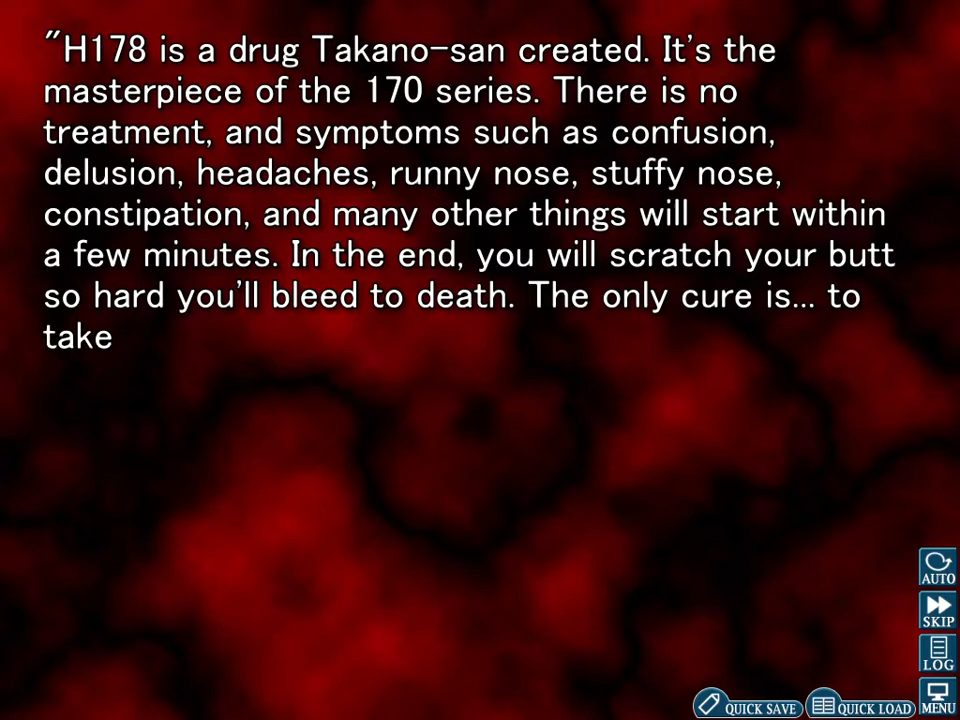 "H178 is a drug Takano-san created. It's the
masterpiece of the 170 series. There is no
treatment, and symptoms such as confusion,
delusion, headaches, runny nose, stuffy nose,
constipation, and many other things will start within
a few minutes. In the end, you will scratch your butt
so hard you'll bleed to death. The only cure is... to
take
AUTO
SKIP
LOG
QUICK SAVE
QUICK LOAD
MENU